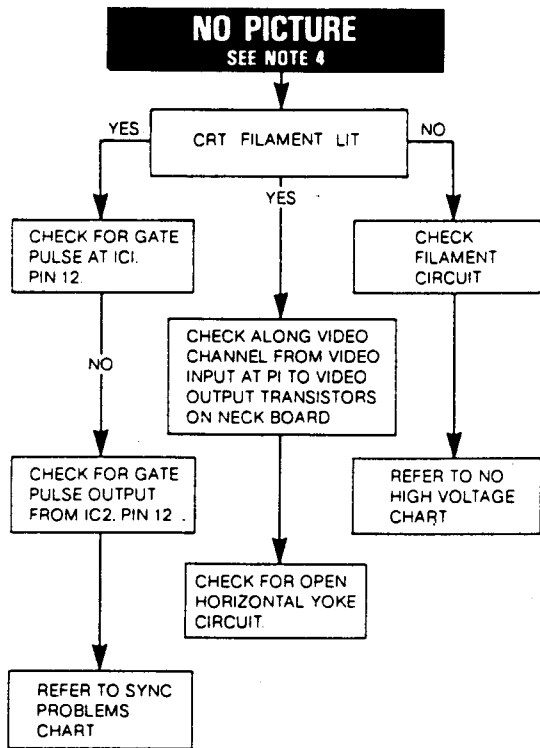 NO PICTURE
SEE NOTE 4
CRT FILAMENT LIT
YES
YES
NO
CHECK FOR GATE
PULSE AT ICI.
PIN 12.
CHECK
FILAMENT
CIRCUIT
CHECK ALONG VIDEO
CHANNEL FROM VIDEO
INPUT AT PI TO VIDEO
OUTPUT TRANSISTORS
ON NECK BOARD
NO
CHECK FOR GATE
PULSE OUTPUT
FROM IC2. PIN 12.
REFER TO NO
HIGH VOLTAGE
CHART
CHECK FOR OPEN
HORIZONTAL YOKE
CIRCUIT.
REFER TO SYNC
PROBLEMS
CHART